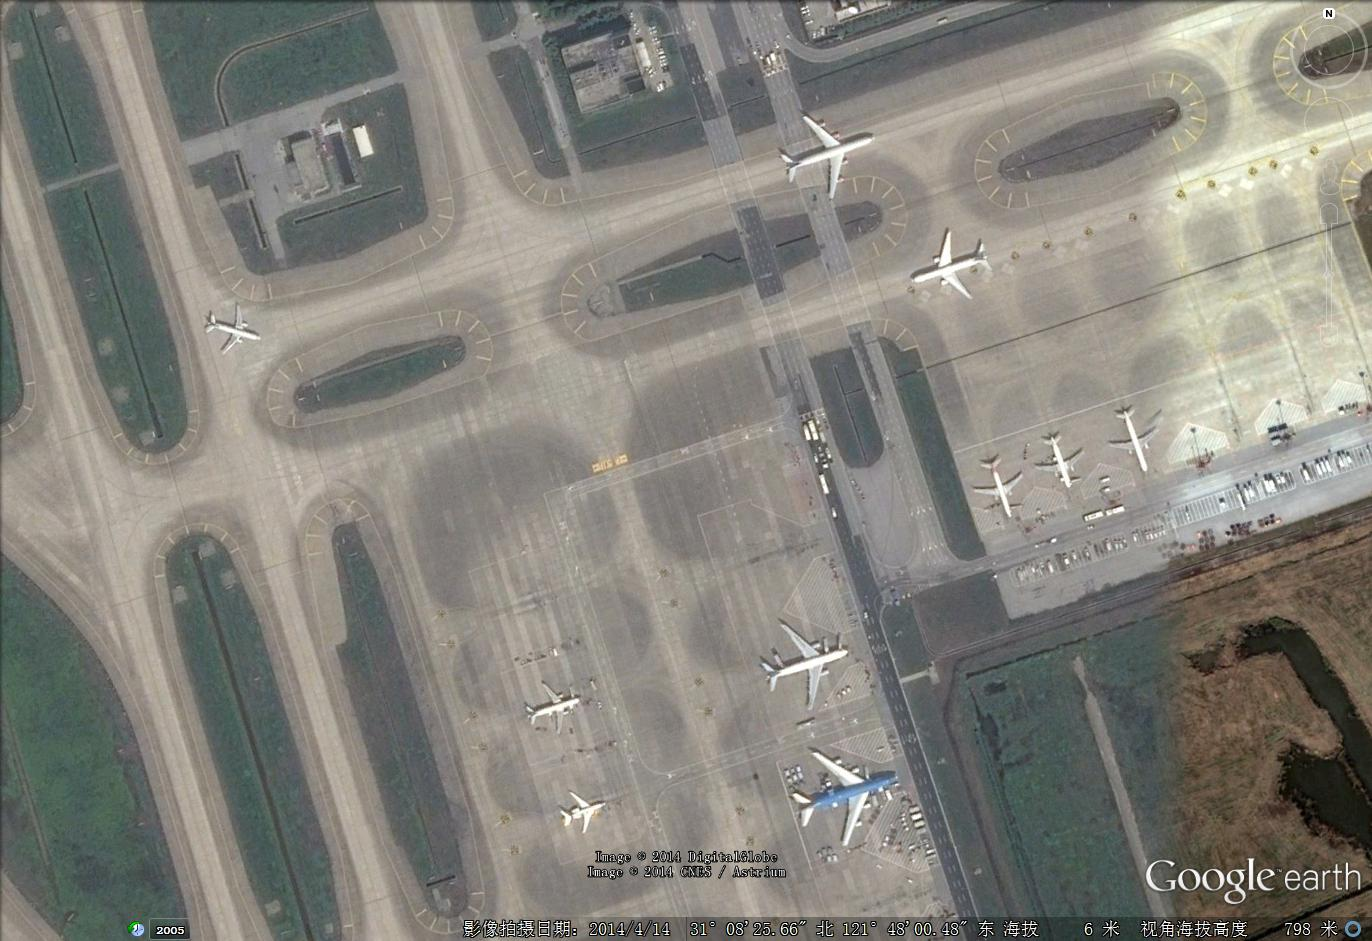 N
Image © 2014 DigitalGlobe
Image © 2014 CNES / Astrium
Google earth
2005
影像拍摄日期: 2014/4/14 31° 08′25.66″ 北 121° 48′00.48″ 东 海拔 6 米 视角海拔高度 798 米